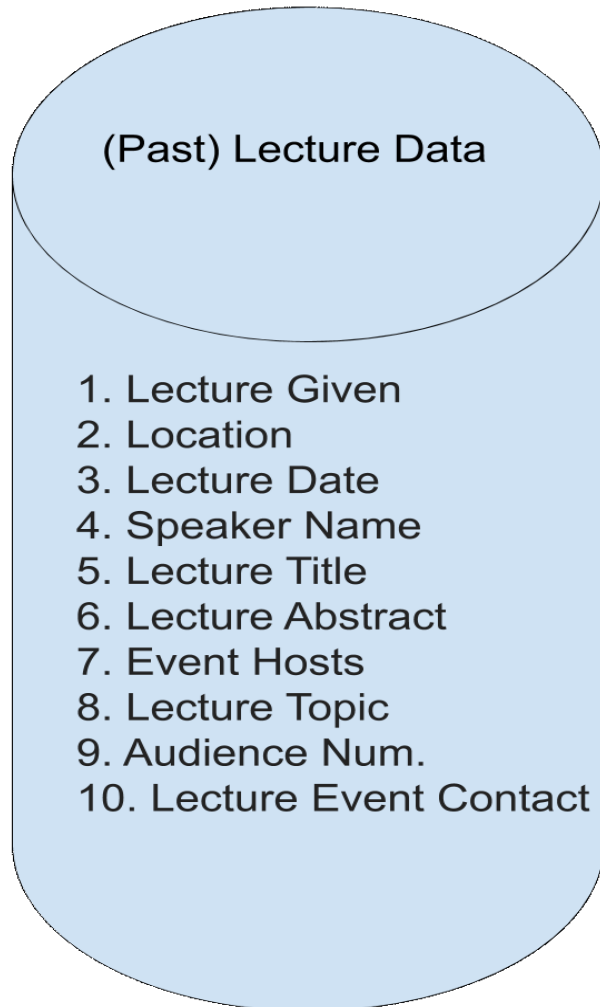 (Past) Lecture Data
1. Lecture Given
2. Location
3. Lecture Date
4. Speaker Name
5. Lecture Title
6. Lecture Abstract
7. Event Hosts
8. Lecture Topic
9. Audience Num.
10. Lecture Event Contact